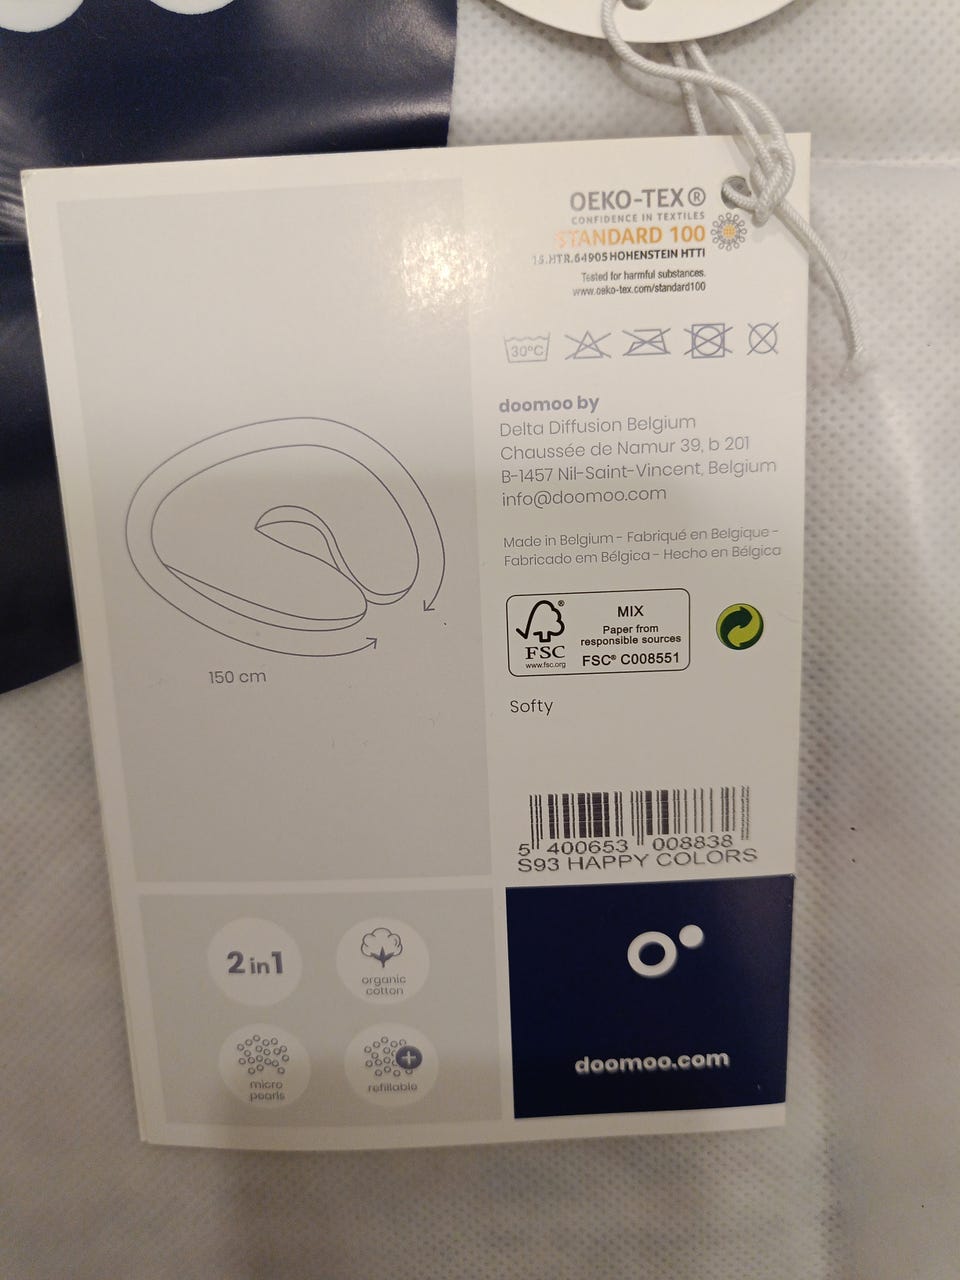 OEKO-TEX®
CONFIDENCE IN TEXTILES
STANDARD 100
15.HTR.64905 HOHENSTEIN HTTI
Tested for harmful substances.
www.oeko-tex.com/standard100
30°C
doomoo by
Delta Diffusion Belgium
Chaussée de Namur 39, b 201
B-1457 Nil-Saint-Vincent, Belgium
info@doomoo.com
Made in Belgium - Fabriqué en Belgique -
Fabricado em Bélgica - Hecho en Bélgica
MIX
Paper from
responsible sources
FSC® C008551
®
FSC
www.fsc.org
Softy
150 cm
5 400653 008838
S93 HAPPY COLORS
2 in 1
organic
cotton
micro
pearls
refillable
doomoo.com